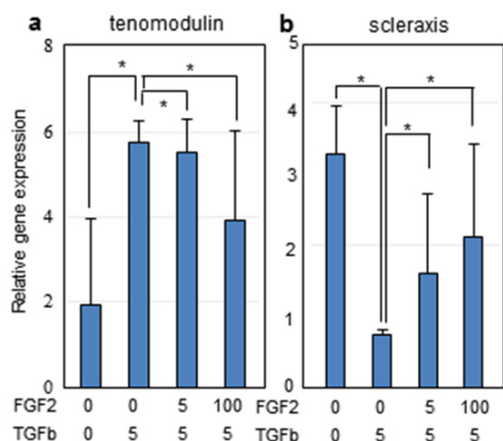 a tenomodulin
b scleraxis
Relative gene expression
8
6
4
2
0
5
4
3
2
1
0
* * *
* * *
FGF2 0 0 5 100
TGFb 0 5 5 5
FGF2 0 0 5 100
TGFb 0 5 5 5